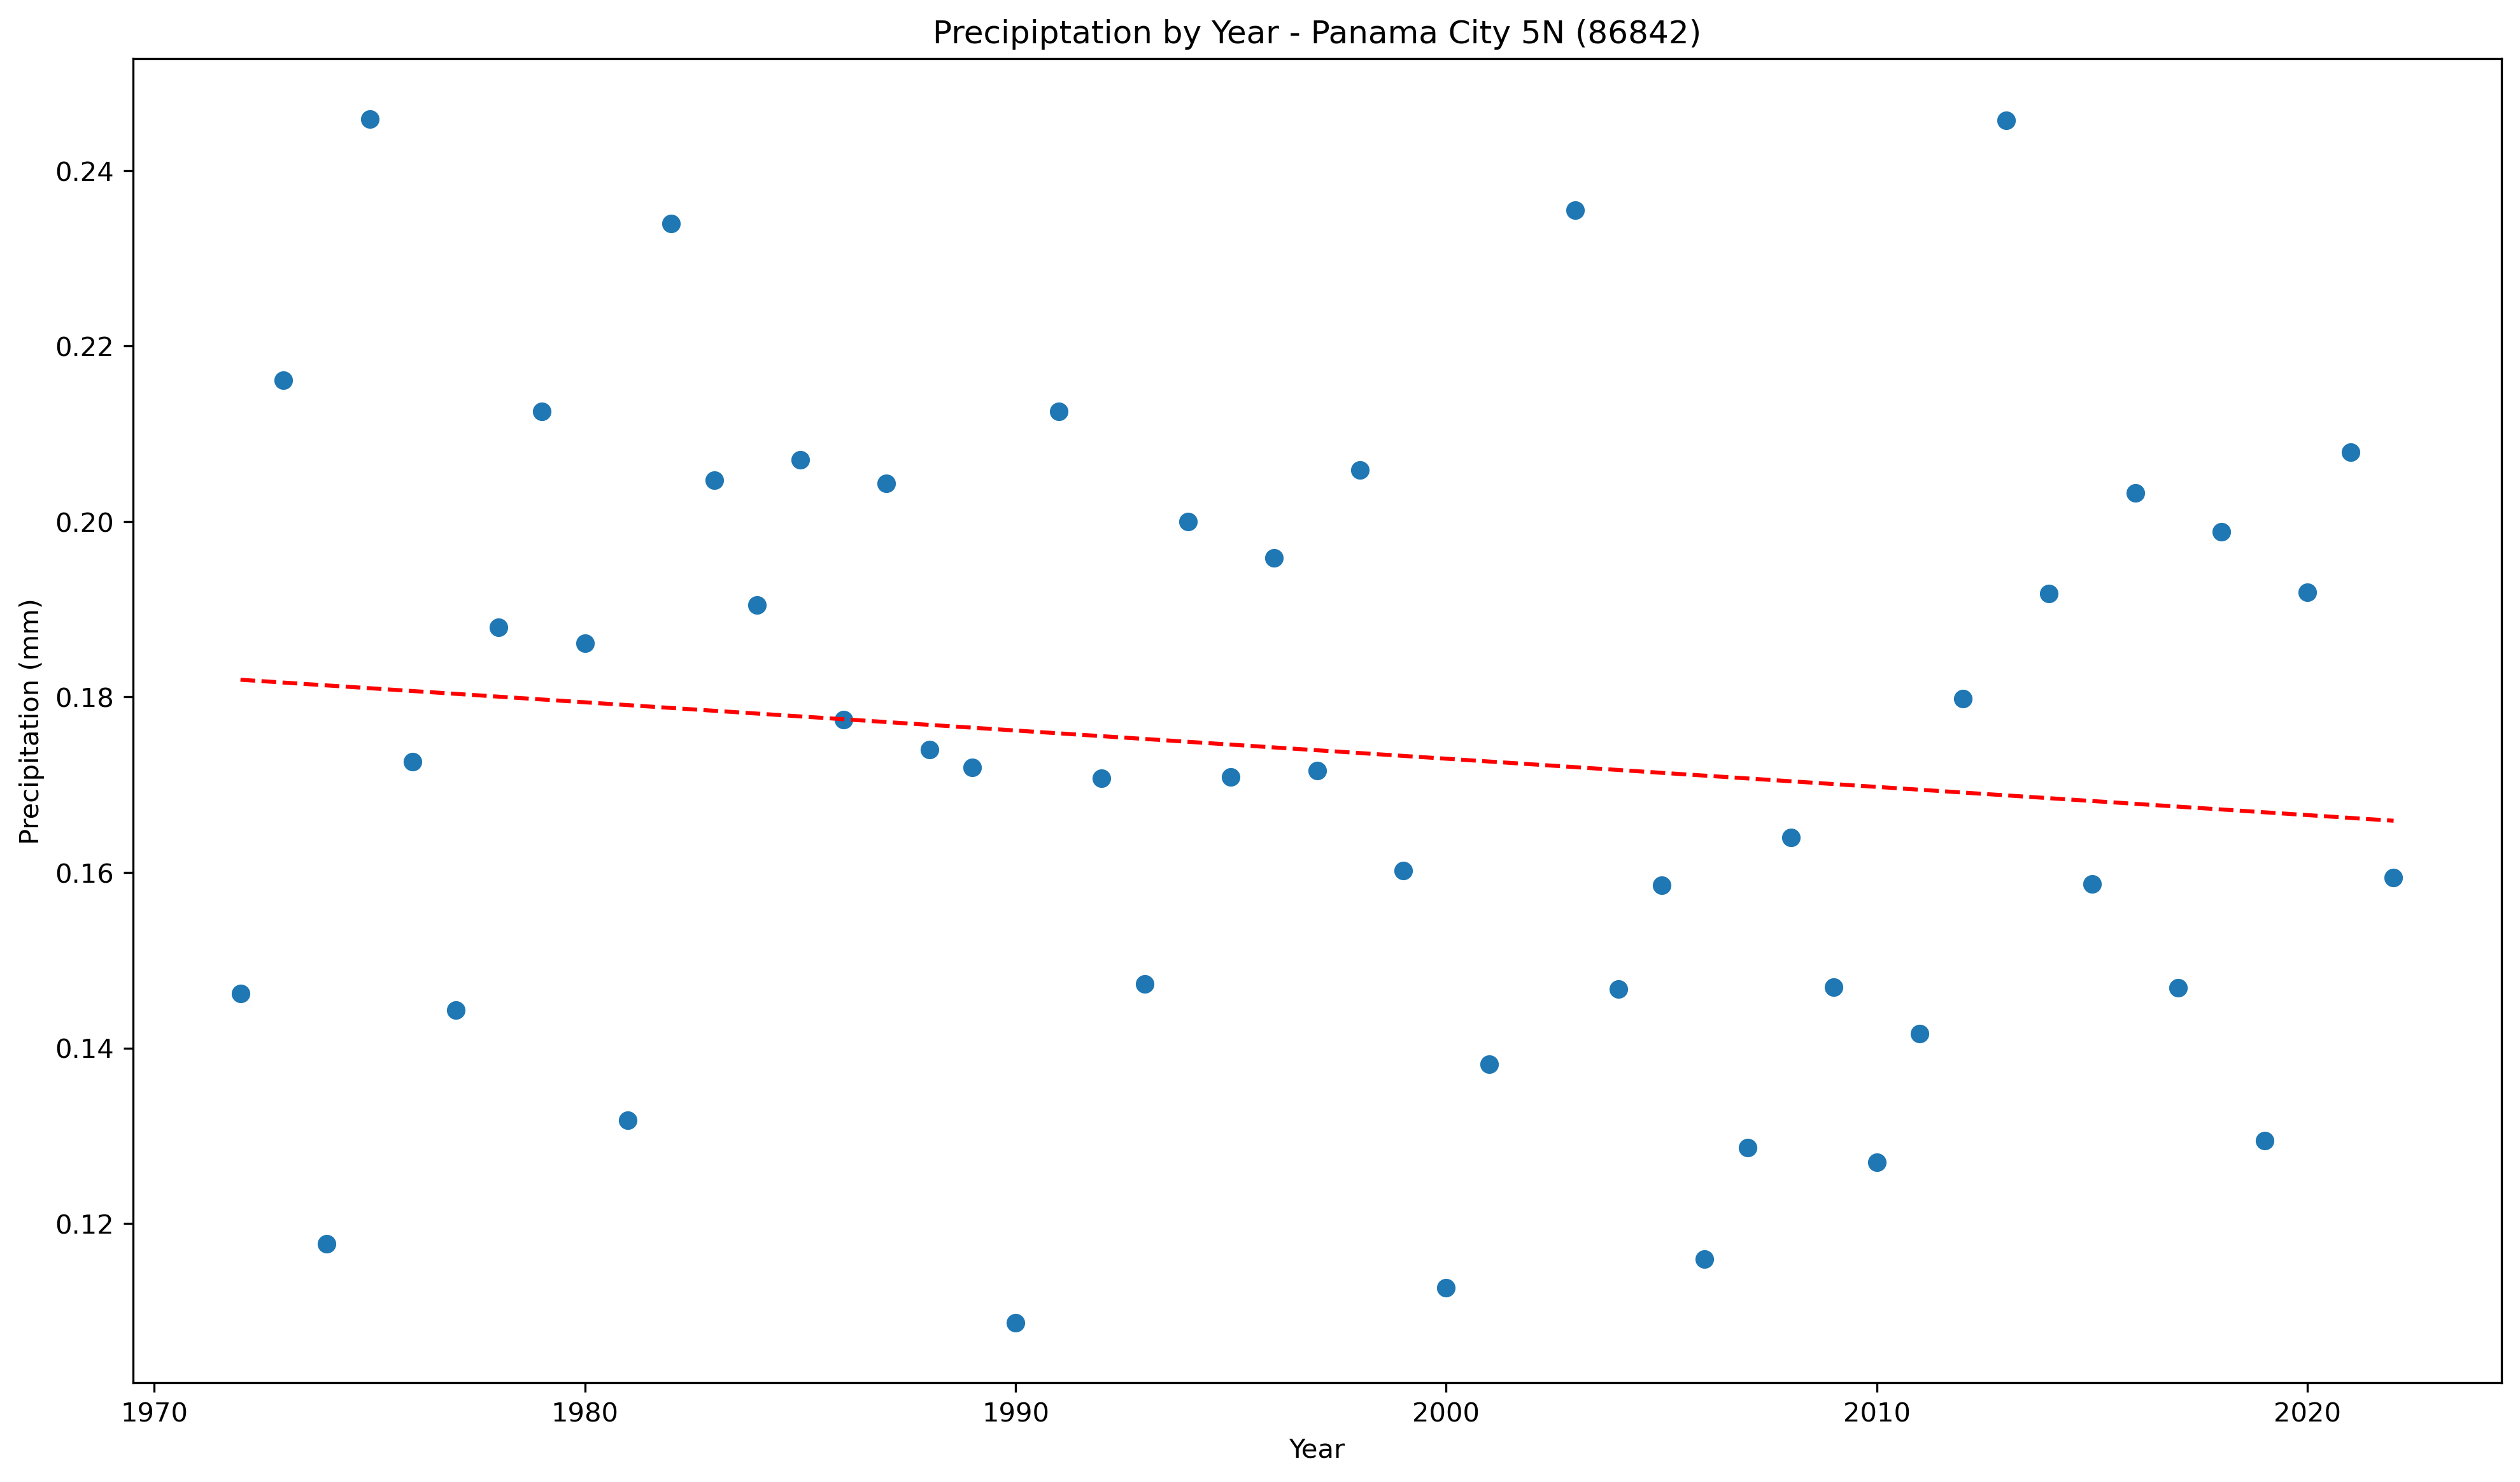 Precipiptation by Year - Panama City 5N (86842)
0.24
0.22
0.20
0.18
0.16
0.14
0.12
Precipitation (mm)
1970 1980 1990 2000 2010 2020
Year